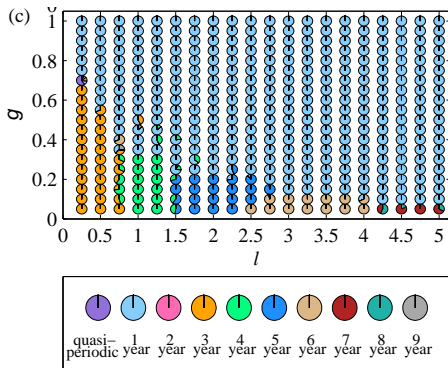 (c)
1
0.8
0.6
0.4
0.2
0
g
0 0.5 1 1.5 2 2.5 3 3.5 4 4.5 5
l
quasi– 1 2 3 4 5 6 7 8 9
periodic year year year year year year year year year